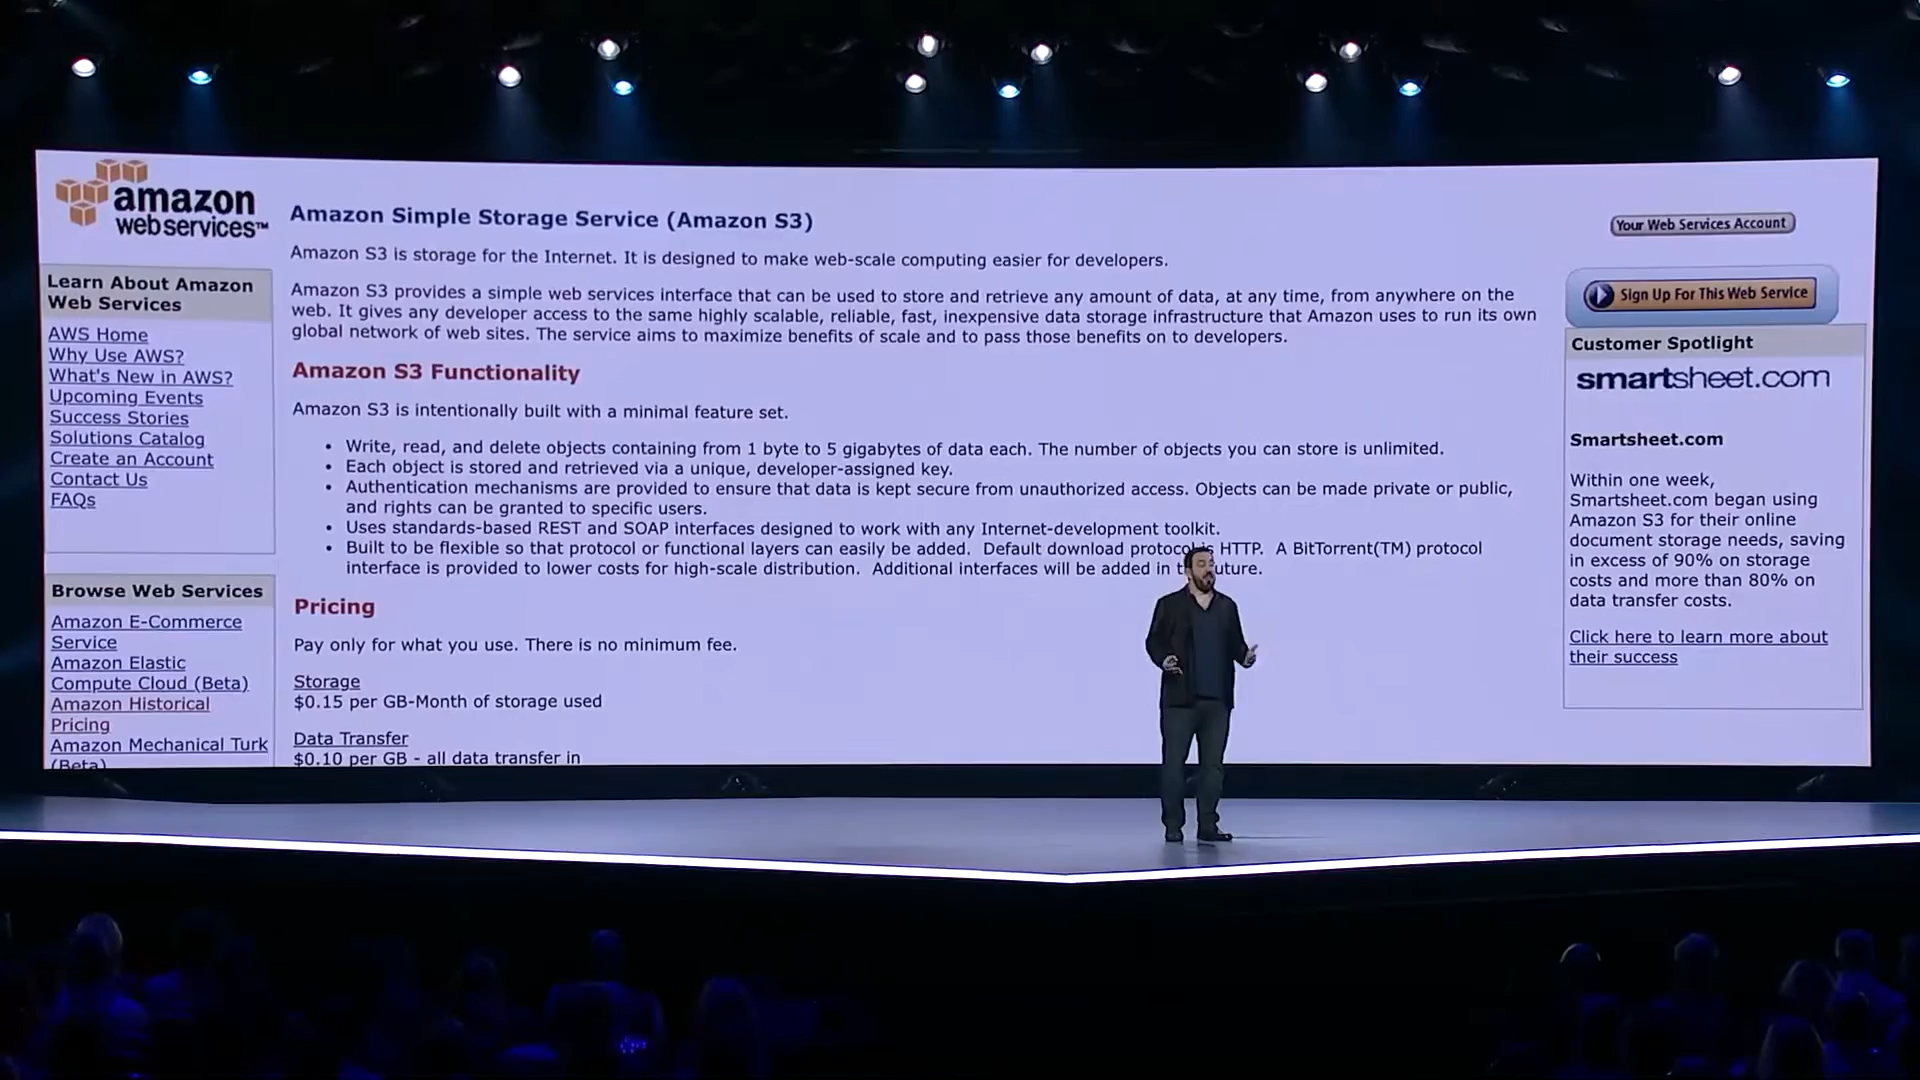 amazon
webservices™
Learn About Amazon
Web Services
AWS Home
Why Use AWS?
What's New in AWS?
Upcoming Events
Success Stories
Solutions Catalog
Create an Account
Contact Us
FAQs
Browse Web Services
Amazon E-Commerce
Service
Amazon Elastic
Compute Cloud (Beta)
Amazon Historical
Pricing
Amazon Mechanical Turk
(Beta)
Amazon Simple Storage Service (Amazon S3)
Amazon S3 is storage for the Internet. It is designed to make web-scale computing easier for developers.
Amazon S3 provides a simple web services interface that can be used to store and retrieve any amount of data, at any time, from anywhere on the
web. It gives any developer access to the same highly scalable, reliable, fast, inexpensive data storage infrastructure that Amazon uses to run its own
global network of web sites. The service aims to maximize benefits of scale and to pass those benefits on to developers.
Amazon S3 Functionality
Amazon S3 is intentionally built with a minimal feature set.
• Write, read, and delete objects containing from 1 byte to 5 gigabytes of data each. The number of objects you can store is unlimited.
• Each object is stored and retrieved via a unique, developer-assigned key.
• Authentication mechanisms are provided to ensure that data is kept secure from unauthorized access. Objects can be made private or public,
and rights can be granted to specific users.
• Uses standards-based REST and SOAP interfaces designed to work with any Internet-development toolkit.
• Built to be flexible so that protocol or functional layers can easily be added. Default download protocol is HTTP. A BitTorrent(TM) protocol
interface is provided to lower costs for high-scale distribution. Additional interfaces will be added in
Pricing
Pay only for what you use. There is no minimum fee.
Storage
$0.15 per GB-Month of storage used
Data Transfer
$0.10 per GB - all data transfer in
Your Web Services Account
Sign Up For This Web Service
Customer Spotlight
smartsheet.com
Smartsheet.com
Within one week,
Smartsheet.com began using
Amazon S3 for their online
document storage needs, saving
in excess of 90% on storage
costs and more than 80% on
data transfer costs.
Click here to learn more about
their success